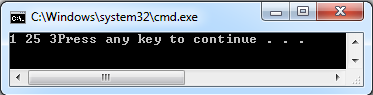 C:\Windows\system32\cmd.exe
1 25 3Press any key to continue . . .